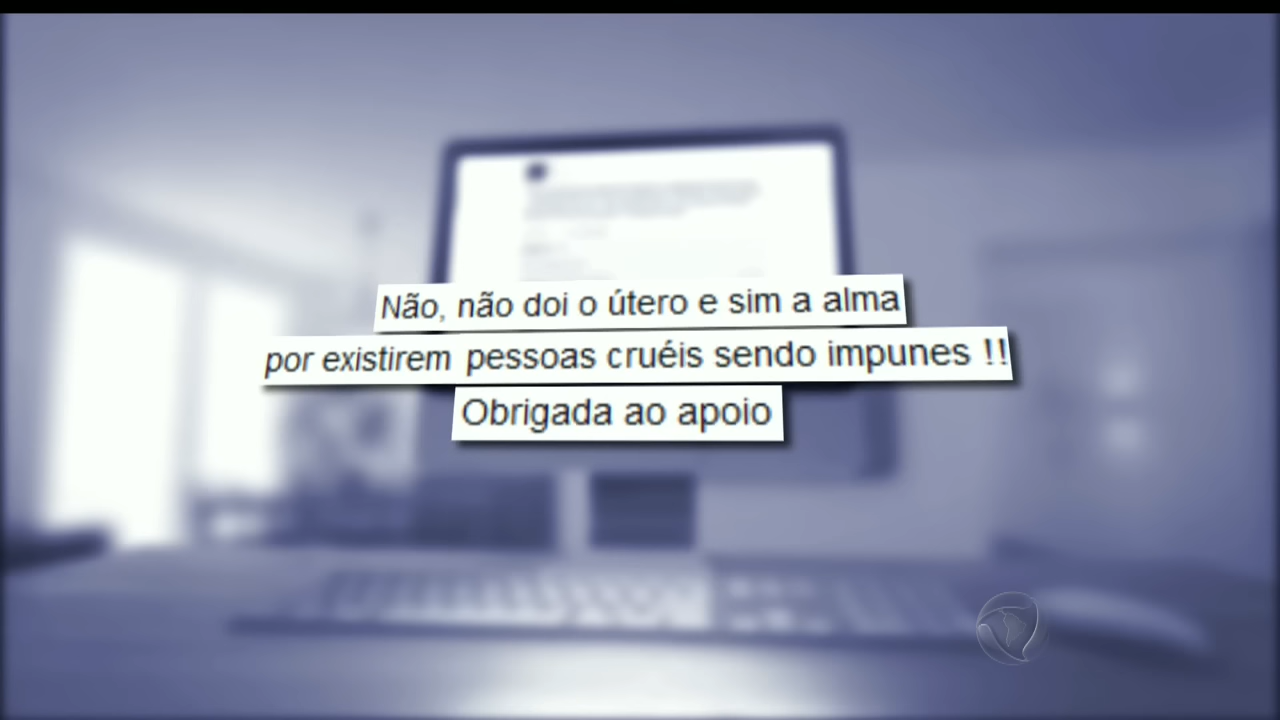 Não, não doi o útero e sim a alma
por existirem pessoas cruéis sendo impunes !!
Obrigada ao apoio